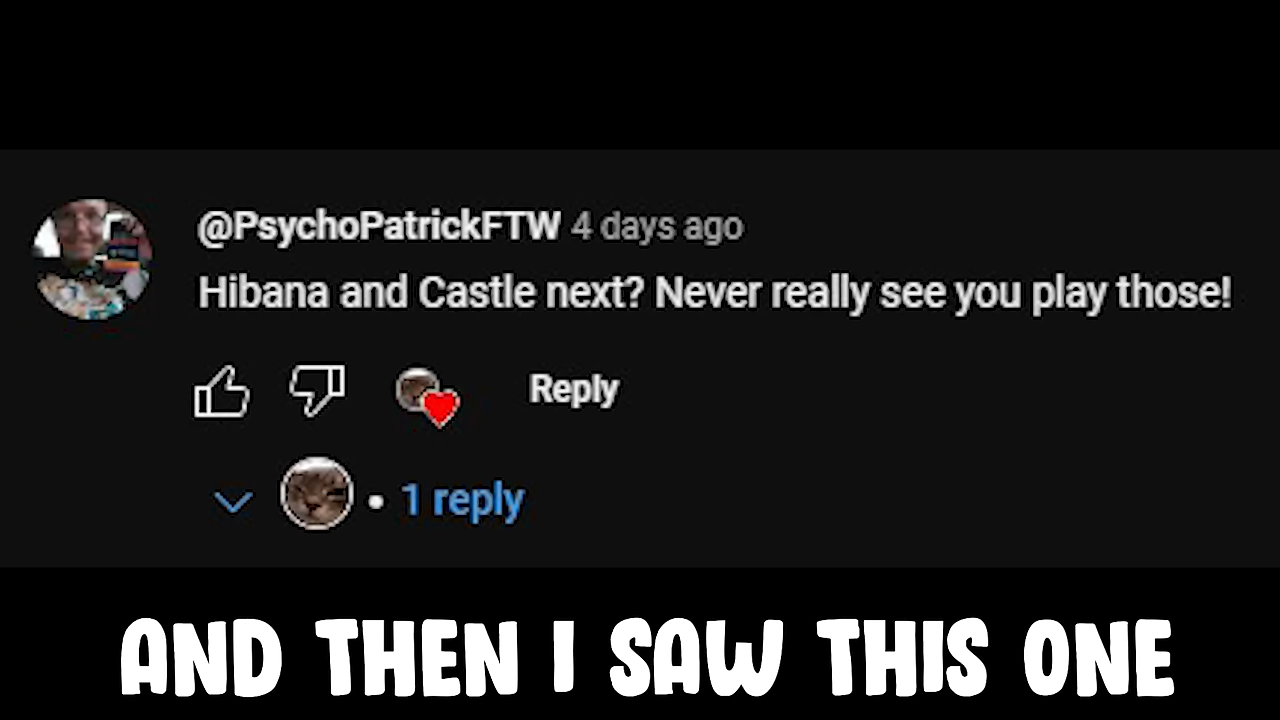 @PsychoPatrickFTW 4 days ago
Hibana and Castle next? Never really see you play those!
Reply
• 1 reply
AND THEN I SAW THIS ONE